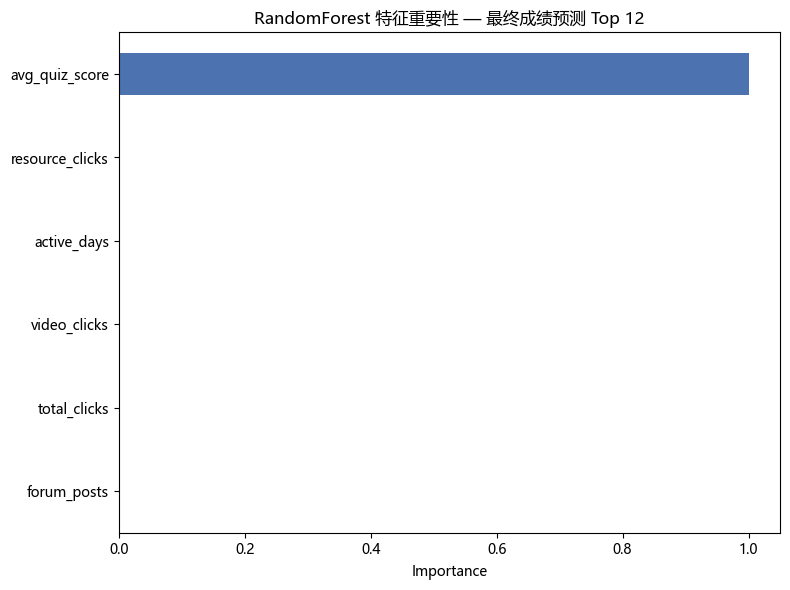 RandomForest 特征重要性 — 最终成绩预测 Top 12
avg_quiz_score
resource_clicks
active_days
video_clicks
total_clicks
forum_posts
0.0 0.2 0.4 0.6 0.8 1.0
Importance